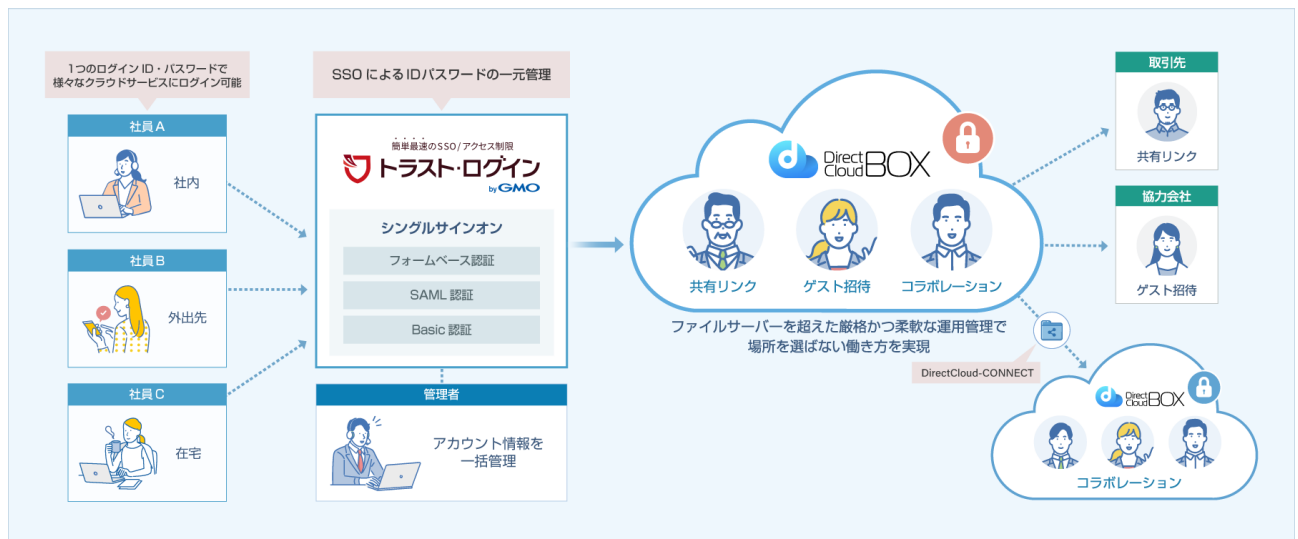 1つのログインID・パスワードで
様々なクラウドサービスにログイン可能
社員A
社内
社員B
外出先
社員C
在宅
SSOによるIDパスワードの一元管理
簡単最速のSSO/アクセス制限
トラスト・ログイン
by GMO
シングルサインオン
フォームベース認証
SAML認証
Basic認証
管理者
アカウント情報を
一括管理
Direct
Cloud BOX
共有リンク
ゲスト招待
コラボレーション
ファイルサーバーを超えた厳格かつ柔軟な運用管理で
場所を選ばない働き方を実現
取引先
共有リンク
協力会社
ゲスト招待
DirectCloud-CONNECT
Direct
Cloud BOX
コラボレーション